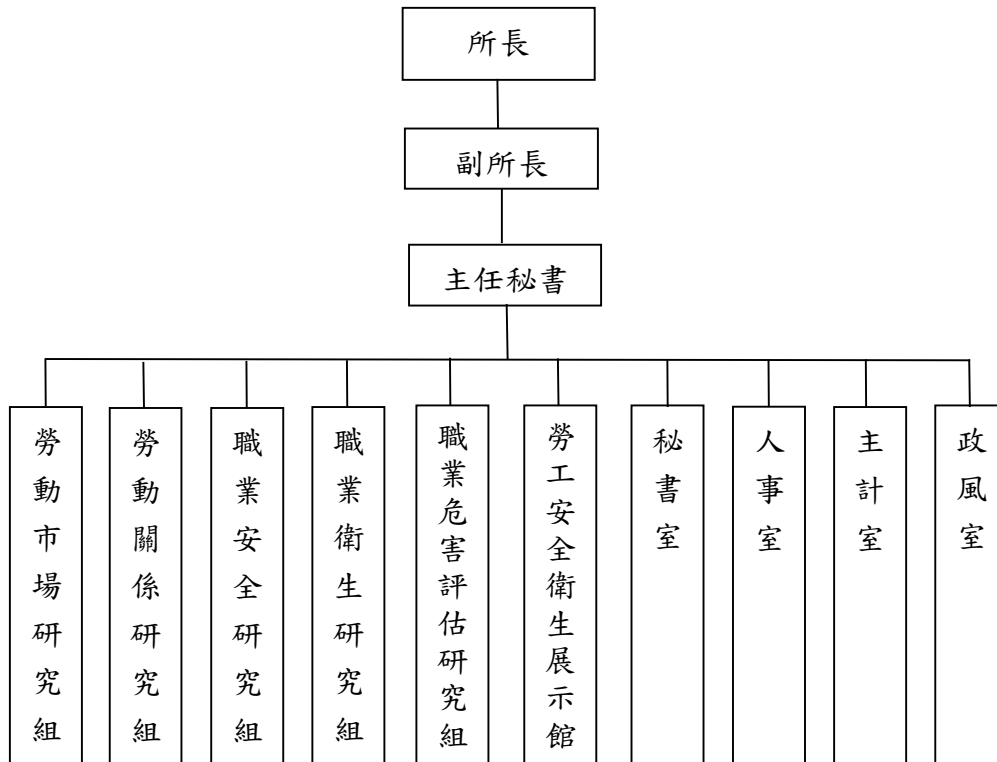 所長
副所長
主任秘書
勞動市場研究組
勞動關係研究組
職業安全研究組
職業衛生研究組
職業危害評估研究組
勞工安全衛生展示館
秘書室
人事室
主計室
政風室